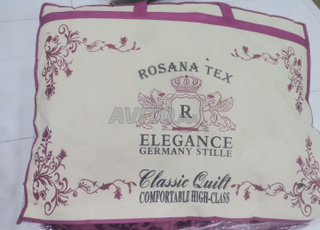 ROSANA TEX
R
ELEGANCE
GERMANY STILLE
Classic Quilt
COMFORTABLE HIGH-CLASS